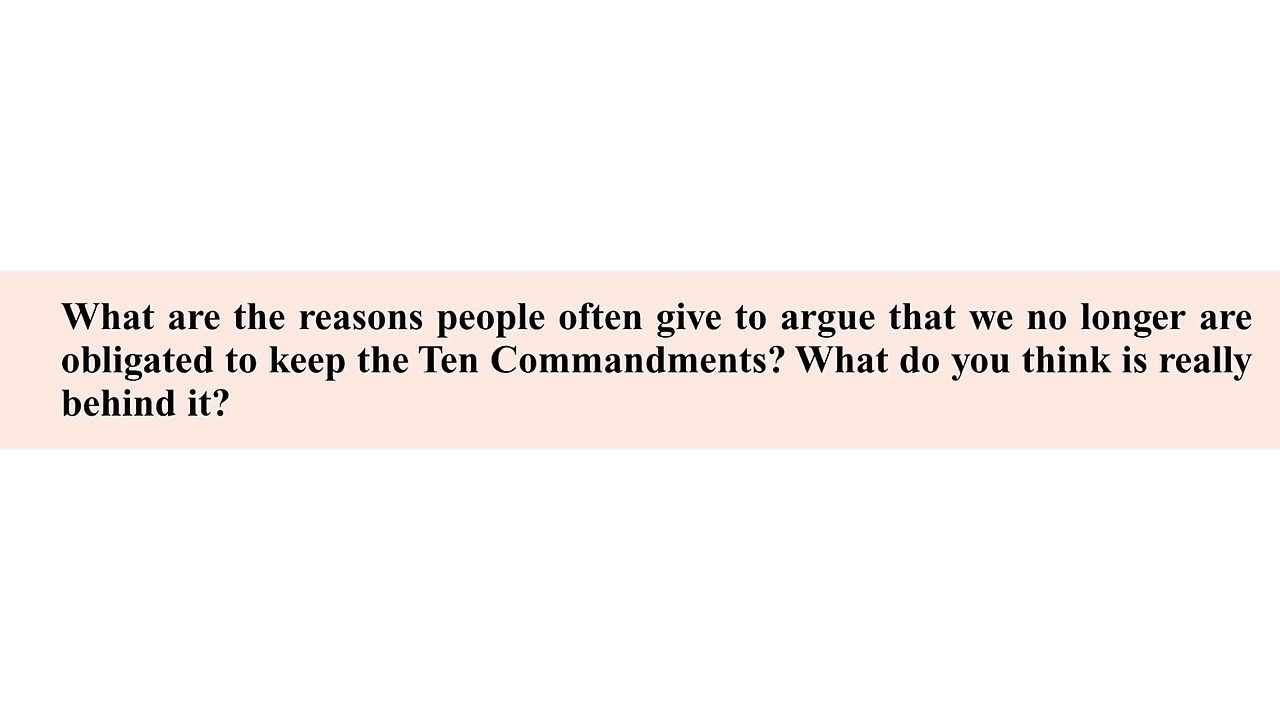 What are the reasons people often give to argue that we no longer are
obligated to keep the Ten Commandments? What do you think is really
behind it?